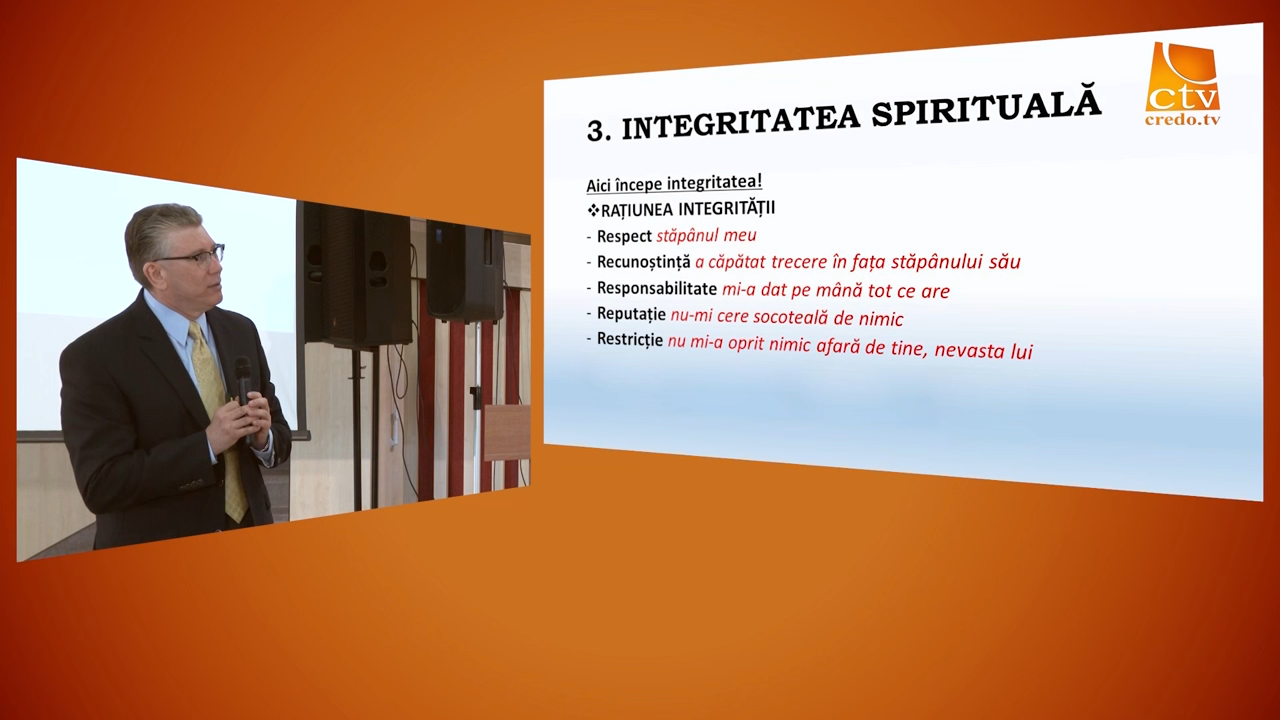 3. INTEGRITATEA SPIRITUALĂ
ctv
credo.tv
Aici începe integritatea!
❖RAȚIUNEA INTEGRITĂȚII
- Respect stăpânul meu
- Recunoștință a căpătat trecere în fața stăpânului său
- Responsabilitate mi-a dat pe mână tot ce are
- Reputație nu-mi cere socoteală de nimic
- Restricție nu mi-a oprit nimic afară de tine, nevasta lui